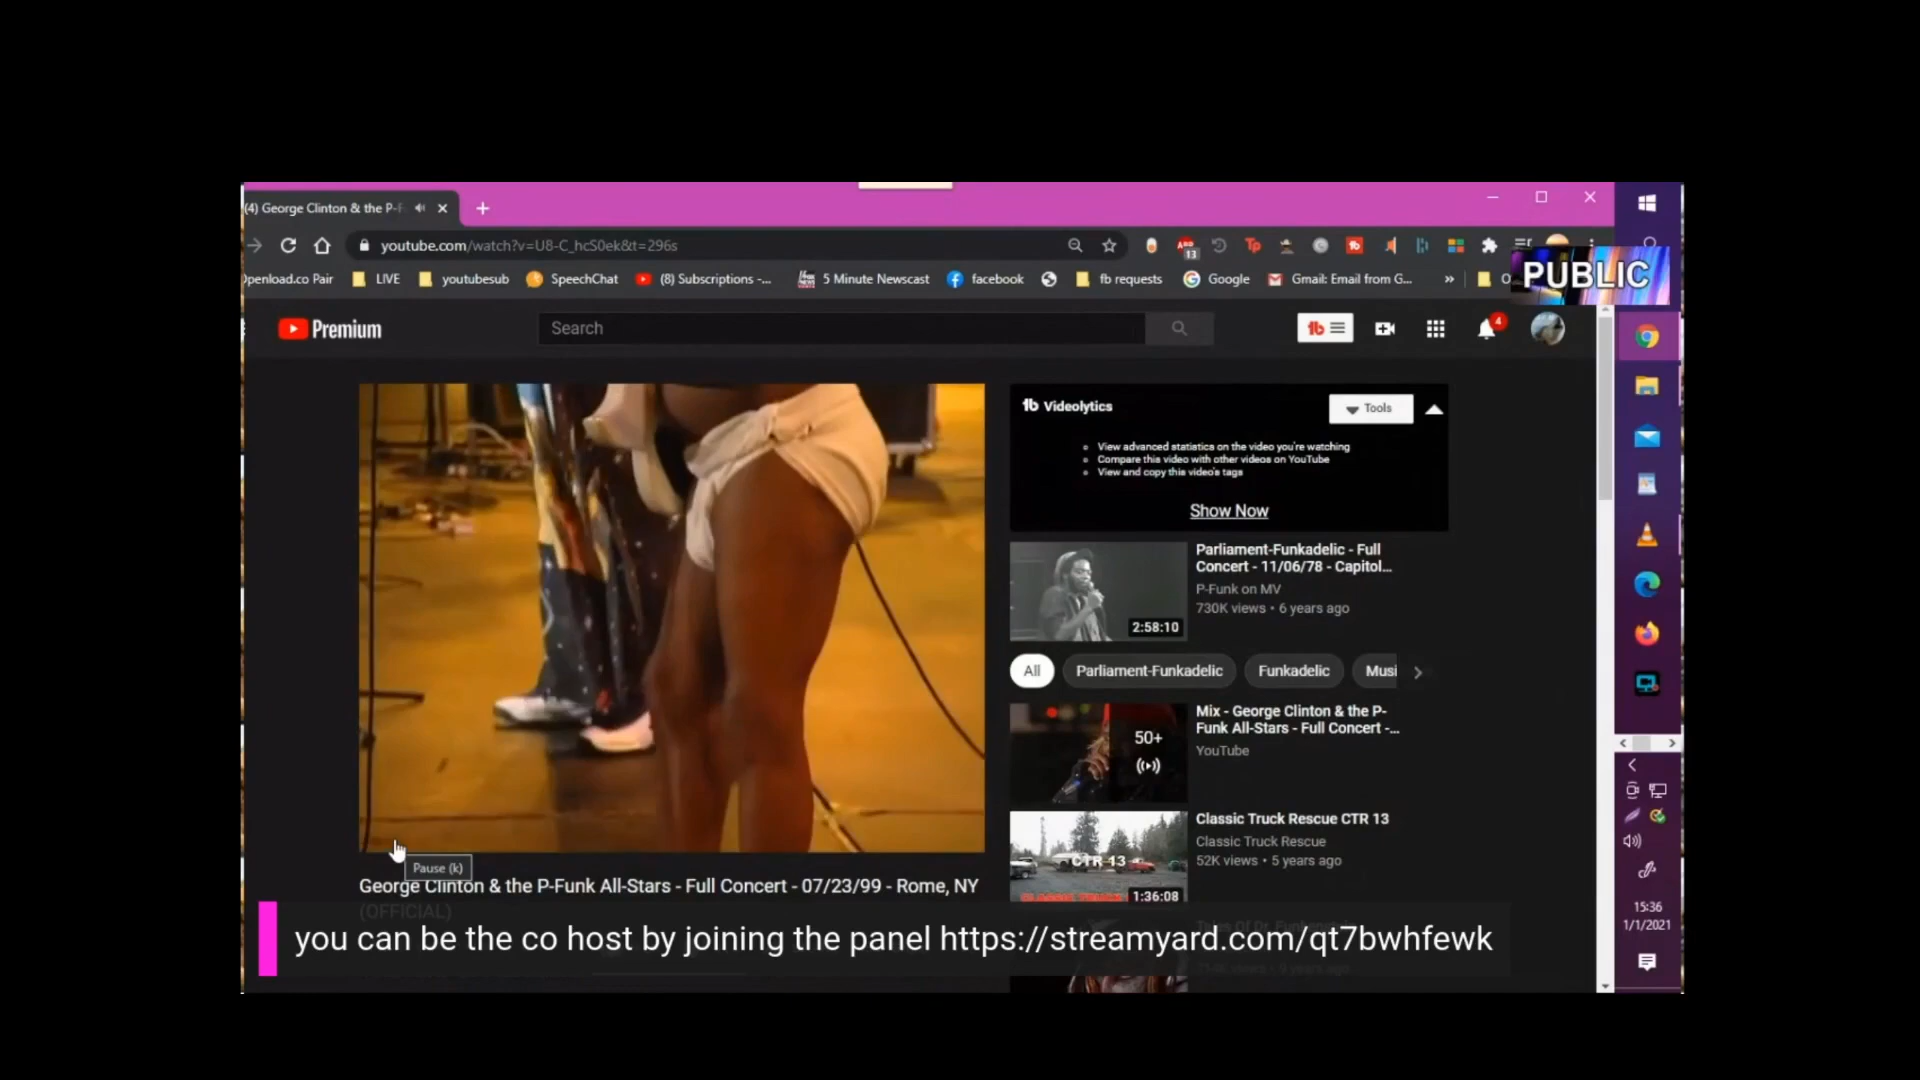 (4) George Clinton & the P-F
youtube.com/watch?v=U8-C_hcS0ek&t=296s
ABP
13
Tp
Openload.co Pair
LIVE
youtubesub
SpeechChat
(8) Subscriptions -...
5 Minute Newscast
facebook
fb requests
Google
Gmail: Email from G...
»
O
PUBLIC
Premium
Search
4
Videolytics
Tools
View advanced statistics on the video you're watching
Compare this video with other videos on YouTube
View and copy this video's tags
Show Now
Parliament-Funkadelic - Full
Concert - 11/06/78 - Capitol...
P-Funk on MV
730K views • 6 years ago
2:58:10
All
Parliament-Funkadelic
Funkadelic
Musi
Mix - George Clinton & the P-
Funk All-Stars - Full Concert -...
YouTube
50+
Classic Truck Rescue CTR 13
Classic Truck Rescue
52K views • 5 years ago
CTR 13
1:36:08
Pause (k)
George Clinton & the P-Funk All-Stars - Full Concert - 07/23/99 - Rome, NY
(OFFICIAL)
you can be the co host by joining the panel https://streamyard.com/qt7bwhfewk
15:36
1/1/2021